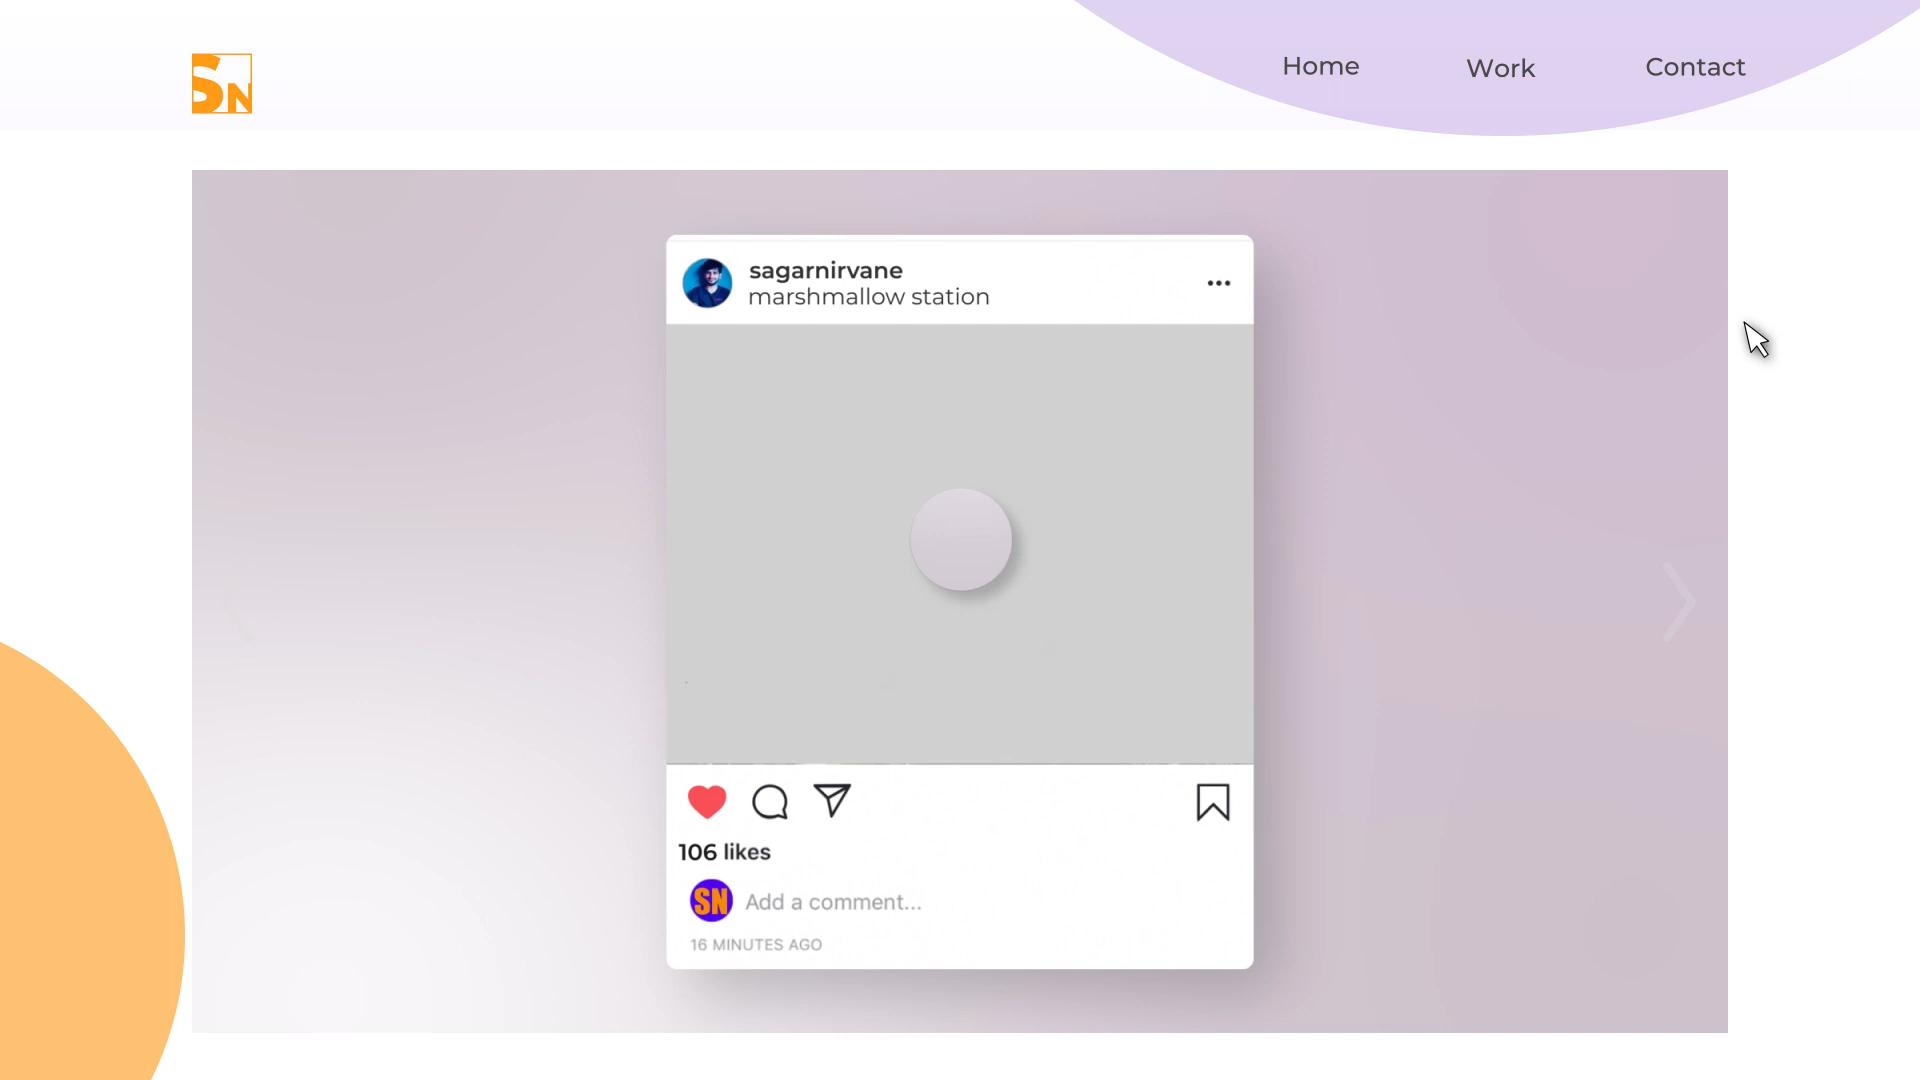 SN
Home
Work
Contact
sagarnirvane
marshmallow station
106 likes
SN
Add a comment...
16 MINUTES AGO